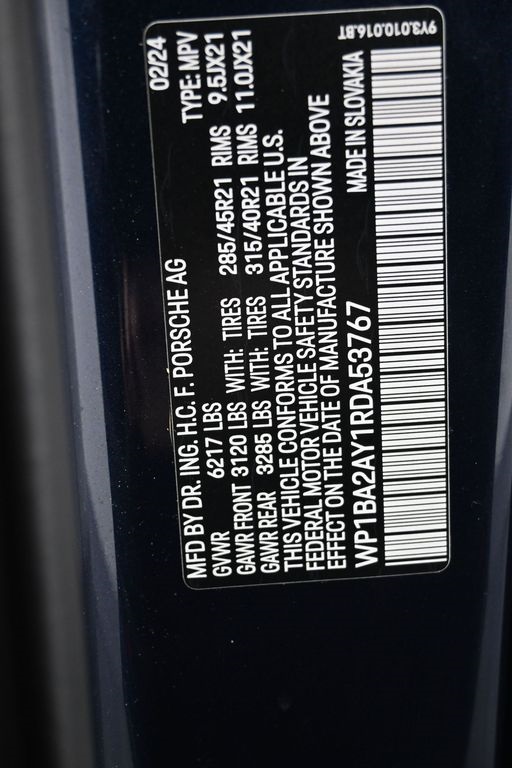 MFD BY DR. ING. H.C. F. PORSCHE AG 02/24
GVWR 6217 LBS TYPE: MPV
GAWR FRONT 3120 LBS WITH: TIRES 285/45R21 RIMS 9.5JX21
GAWR REAR 3285 LBS WITH: TIRES 315/40R21 RIMS 11.0JX21
THIS VEHICLE CONFORMS TO ALL APPLICABLE U.S.
FEDERAL MOTOR VEHICLE SAFETY STANDARDS IN
EFFECT ON THE DATE OF MANUFACTURE SHOWN ABOVE
WP1BA2AY1RDA53767 MADE IN SLOVAKIA
9Y3.010.016.BT